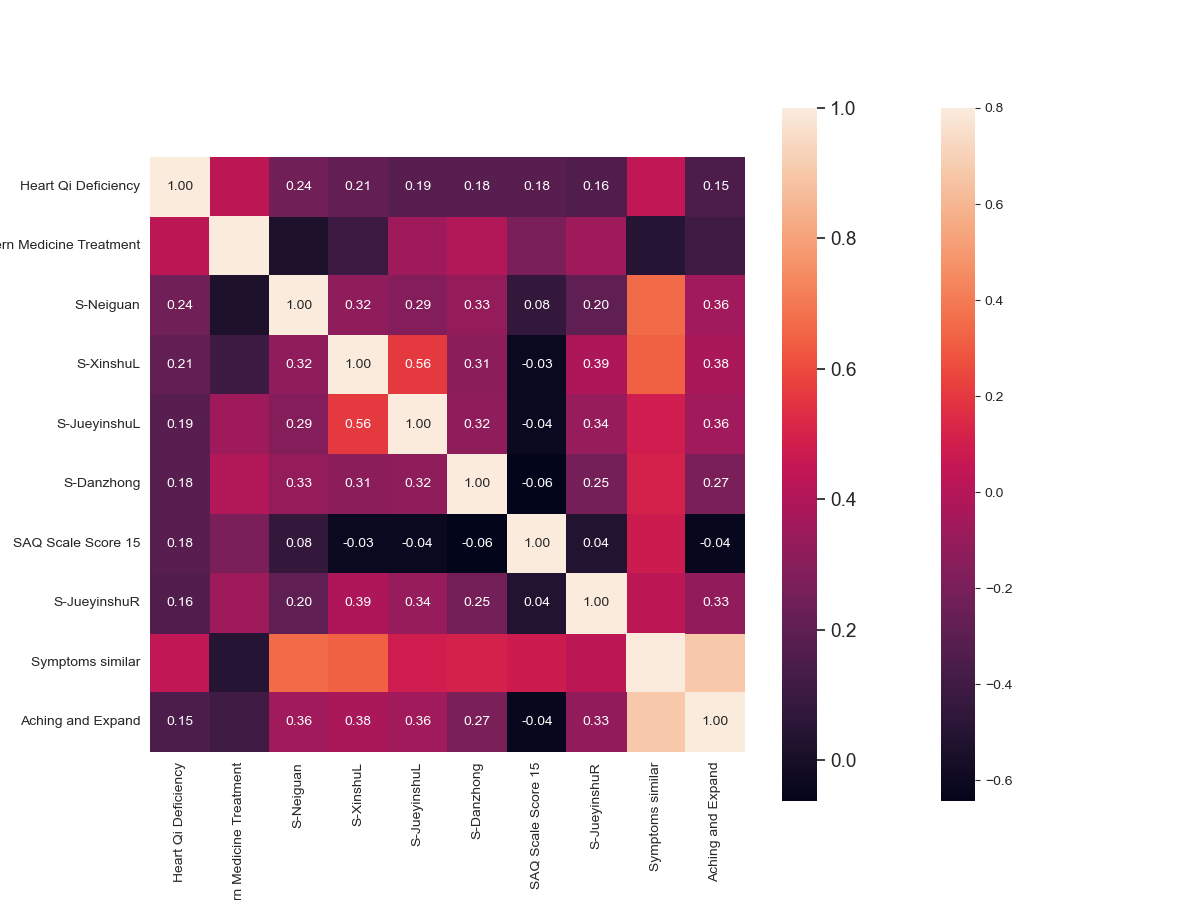 1.0
0.8
0.6
0.4
0.2
0.0
0.8
0.6
0.4
0.2
0.0
−0.2
−0.4
−0.6
Heart Qi Deficiency 1.00 0.24 0.21 0.19 0.18 0.18 0.16 0.15
Medicine Treatment
S-Neiguan 0.24 1.00 0.32 0.29 0.33 0.08 0.20 0.36
S-XinshuL 0.21 0.32 1.00 0.56 0.31 -0.03 0.39 0.38
S-JueyinshuL 0.19 0.29 0.56 1.00 0.32 -0.04 0.34 0.36
S-Danzhong 0.18 0.33 0.31 0.32 1.00 -0.06 0.25 0.27
SAQ Scale Score 15 0.18 0.08 -0.03 -0.04 -0.06 1.00 0.04 -0.04
S-JueyinshuR 0.16 0.20 0.39 0.34 0.25 0.04 1.00 0.33
Symptoms similar
Aching and Expand 0.15 0.36 0.38 0.36 0.27 -0.04 0.33 1.00
Heart Qi Deficiency
Medicine Treatment
S-Neiguan
S-XinshuL
S-JueyinshuL
S-Danzhong
SAQ Scale Score 15
S-JueyinshuR
Symptoms similar
Aching and Expand